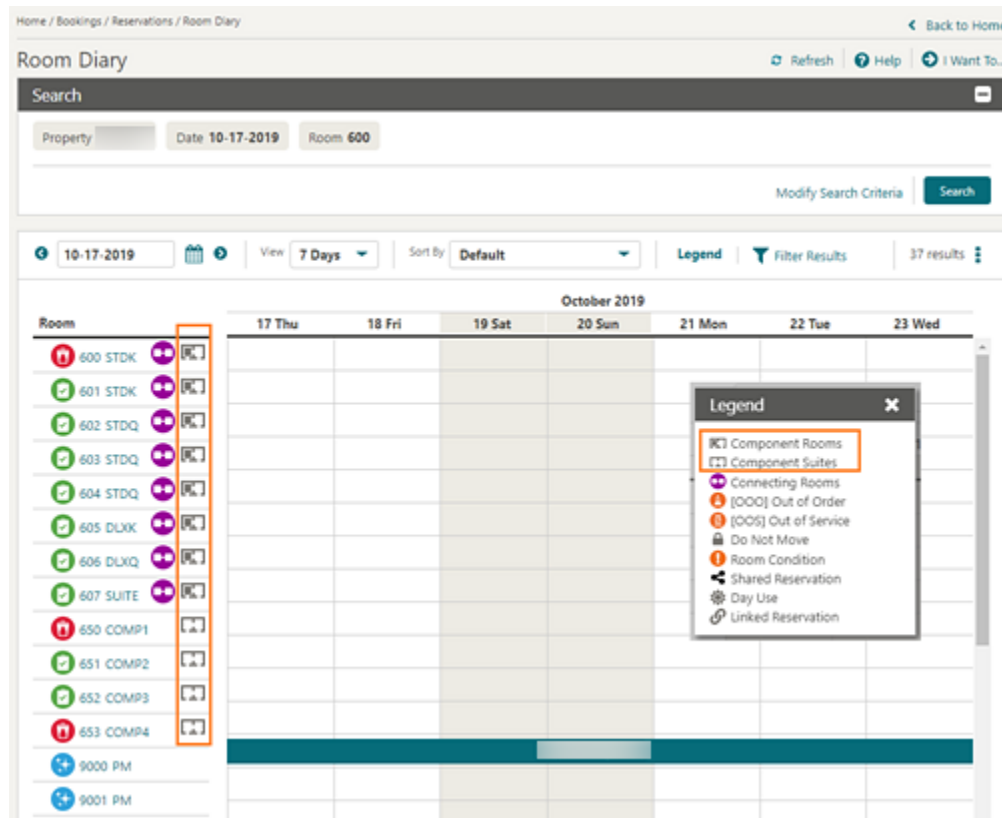 Home / Bookings / Reservations / Room Diary
Back to Home
Room Diary
Refresh Help I Want To..
Search
Property Date 10-17-2019 Room 600
Modify Search Criteria Search
10-17-2019 View 7 Days Sort By Default Legend Filter Results 37 results
October 2019
Room 17 Thu 18 Fri 19 Sat 20 Sun 21 Mon 22 Tue 23 Wed
600 STDK
601 STDK
602 STDQ
603 STDQ
604 STDQ
605 DLXK
606 DLXQ
607 SUITE
650 COMP1
651 COMP2
652 COMP3
653 COMP4
9000 PM
9001 PM
Legend
Component Rooms
Component Suites
Connecting Rooms
[OOO] Out of Order
[OOS] Out of Service
Do Not Move
Room Condition
Shared Reservation
Day Use
Linked Reservation